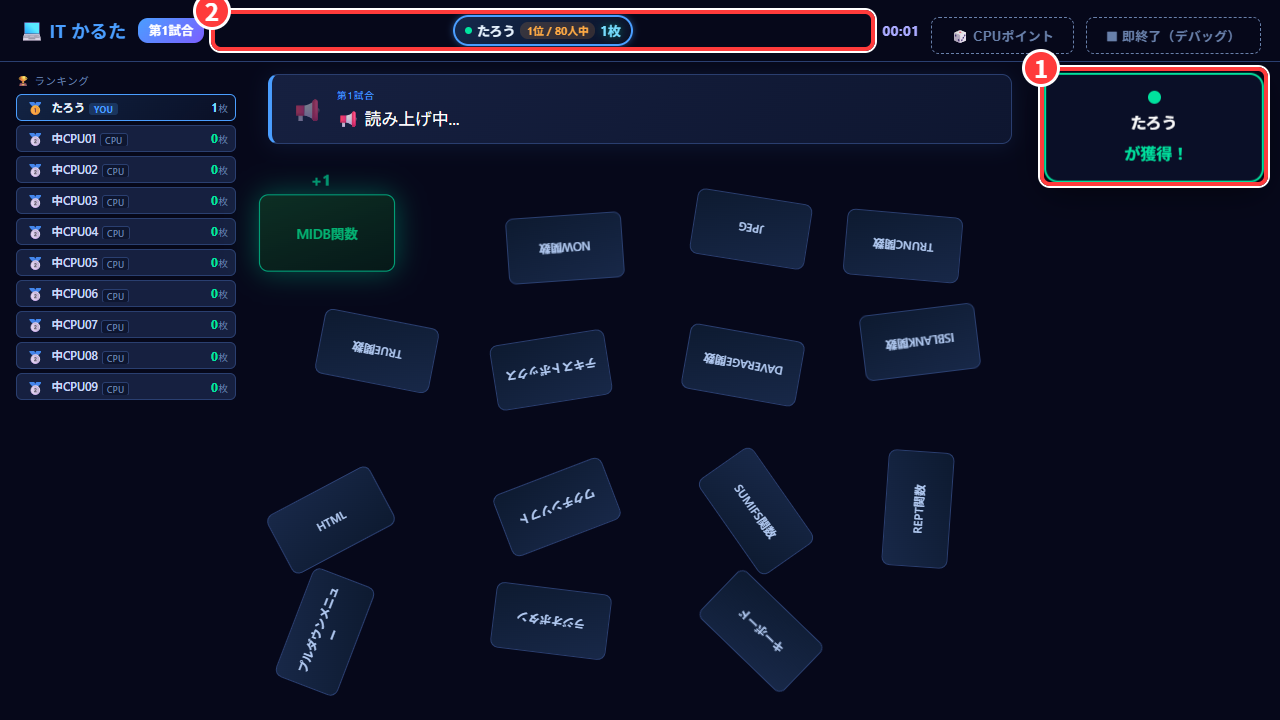 💻 IT かるた
第1試合
2
たろう 1位 / 80人中 1枚
00:01
🎲 CPUポイント
■ 即終了（デバッグ）
🏆 ランキング
たろう YOU 1枚
中CPU01 CPU 0枚
中CPU02 CPU 0枚
中CPU03 CPU 0枚
中CPU04 CPU 0枚
中CPU05 CPU 0枚
中CPU06 CPU 0枚
中CPU07 CPU 0枚
中CPU08 CPU 0枚
中CPU09 CPU 0枚
第1試合
📢 読み上げ中...
1
たろう
が獲得！
+1
MIDB関数
NOW関数
JPEG
TRUNC関数
TRUE関数
テキストボックス
DAVERAGE関数
ISBLANK関数
HTML
ワクチンソフト
SUMIFS関数
REPT関数
プルダウンメニュ
ー
ラジオボタン
キーボード